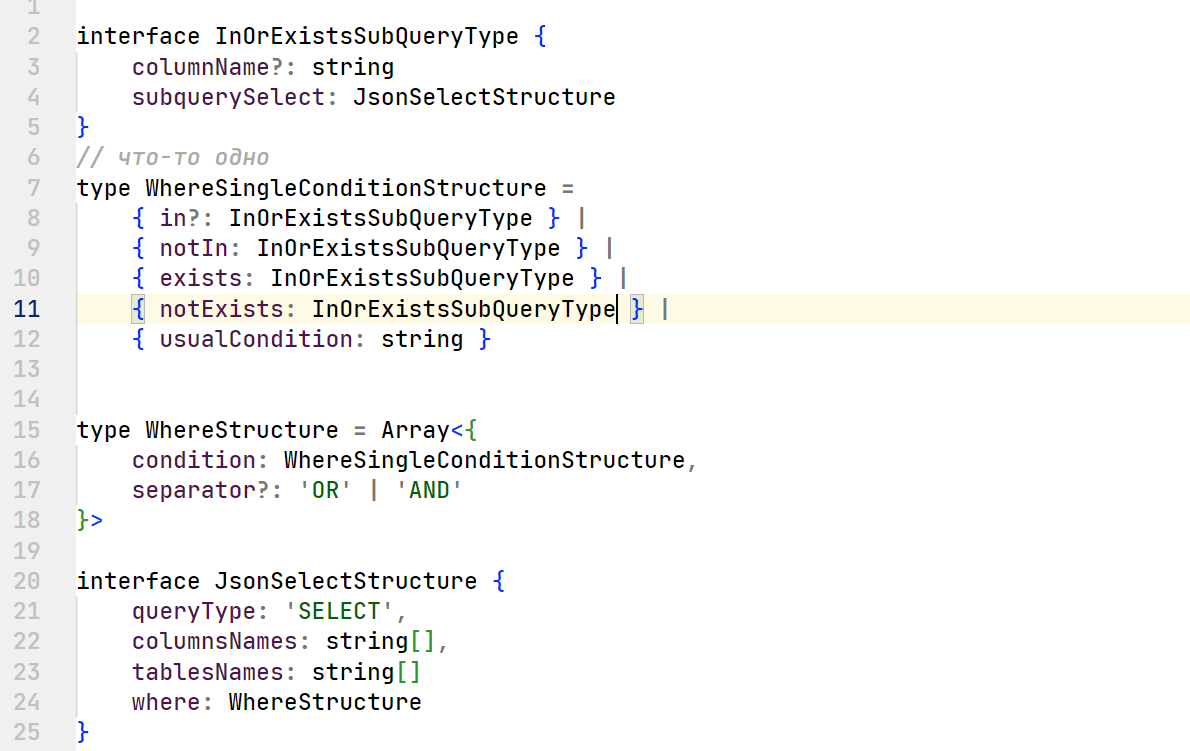 1
2 interface InOrExistsSubQueryType {
3     columnName?: string
4     subquerySelect: JsonSelectStructure
5 }
6 // что-то одно
7 type WhereSingleConditionStructure =
8     { in?: InOrExistsSubQueryType } |
9     { notIn: InOrExistsSubQueryType } |
10     { exists: InOrExistsSubQueryType } |
11     { notExists: InOrExistsSubQueryType } |
12     { usualCondition: string }
13
14
15 type WhereStructure = Array<{
16     condition: WhereSingleConditionStructure,
17     separator?: 'OR' | 'AND'
18 }>
19
20 interface JsonSelectStructure {
21     queryType: 'SELECT',
22     columnsNames: string[],
23     tablesNames: string[]
24     where: WhereStructure
25 }